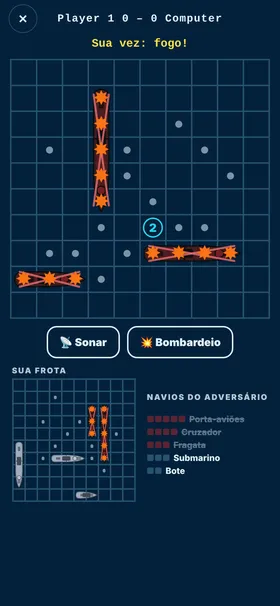 ×
Player 1 0 – 0 Computer
Sua vez: fogo!
2
📡 Sonar
💥 Bombardeio
SUA FROTA
NAVIOS DO ADVERSÁRIO
Porta-aviões
Cruzador
Fragata
Submarino
Bote